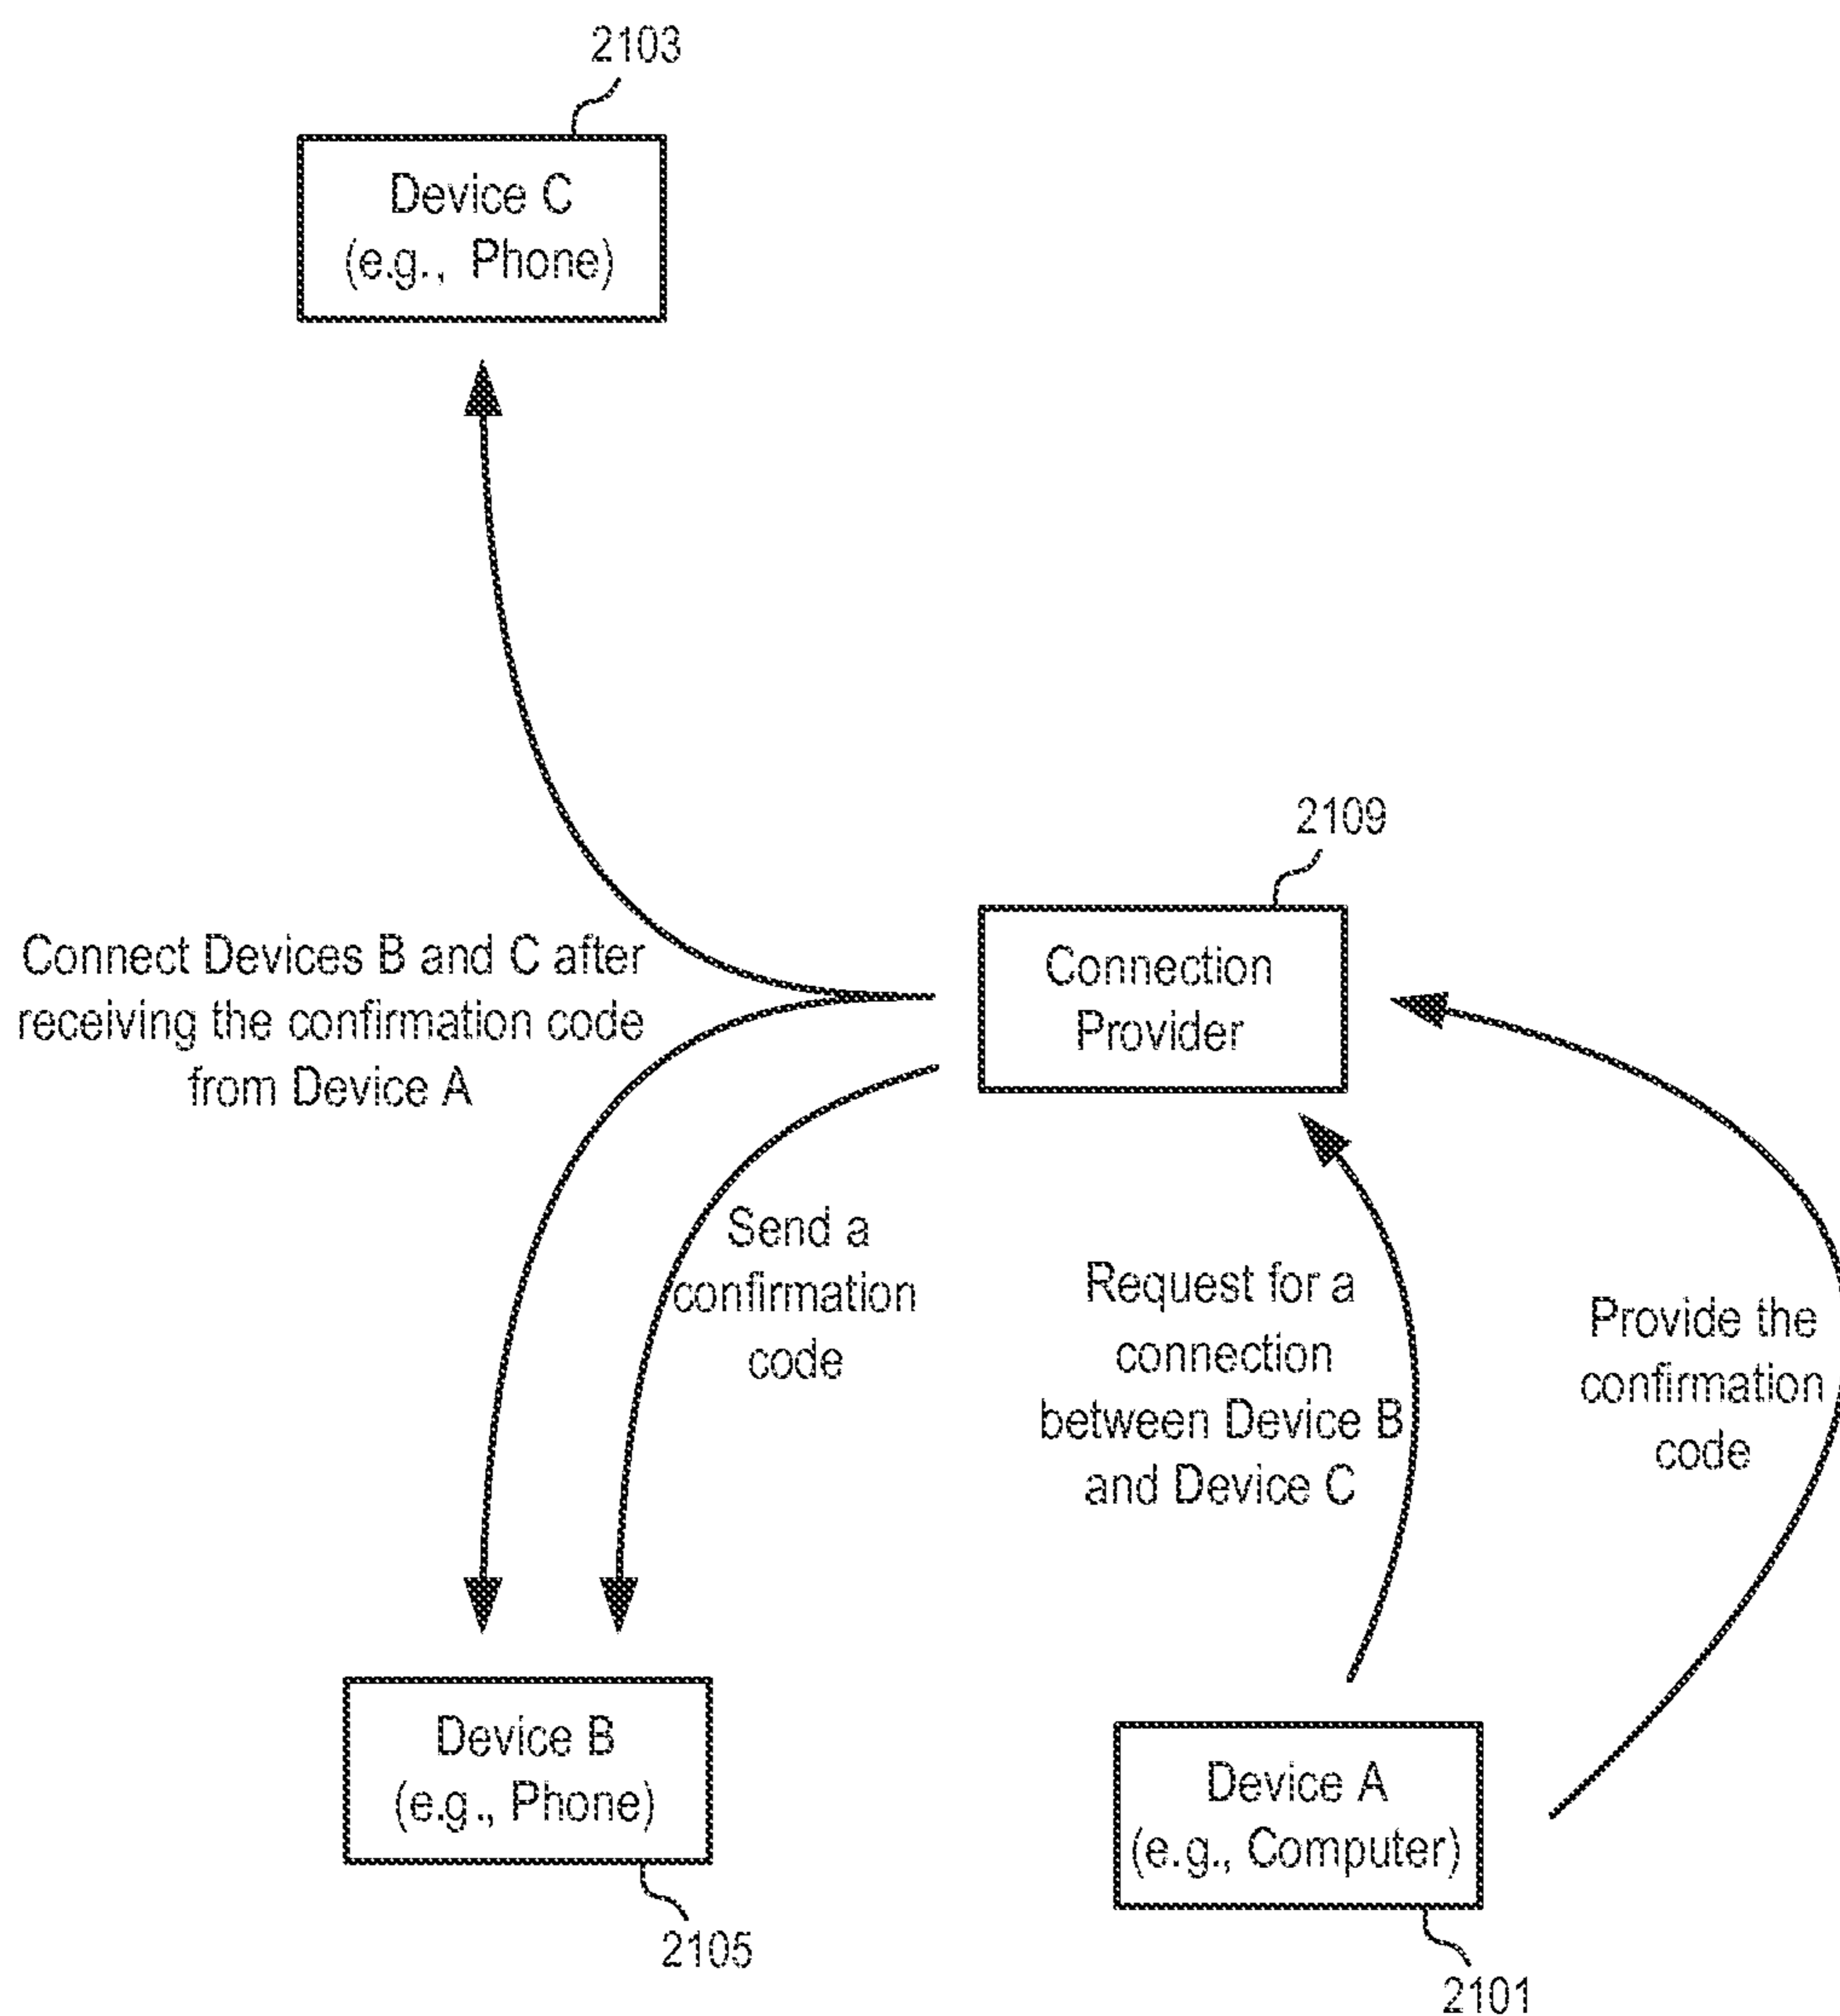 2103
Device C
(e.g., Phone)
2109
Connection
Provider
Connect Devices B and C after
receiving the confirmation code
from Device A
Send a
confirmation
code
Request for a
connection
between Device B
and Device C
Provide the
confirmation
code
Device B
(e.g., Phone)
2105
Device A
(e.g., Computer)
2101